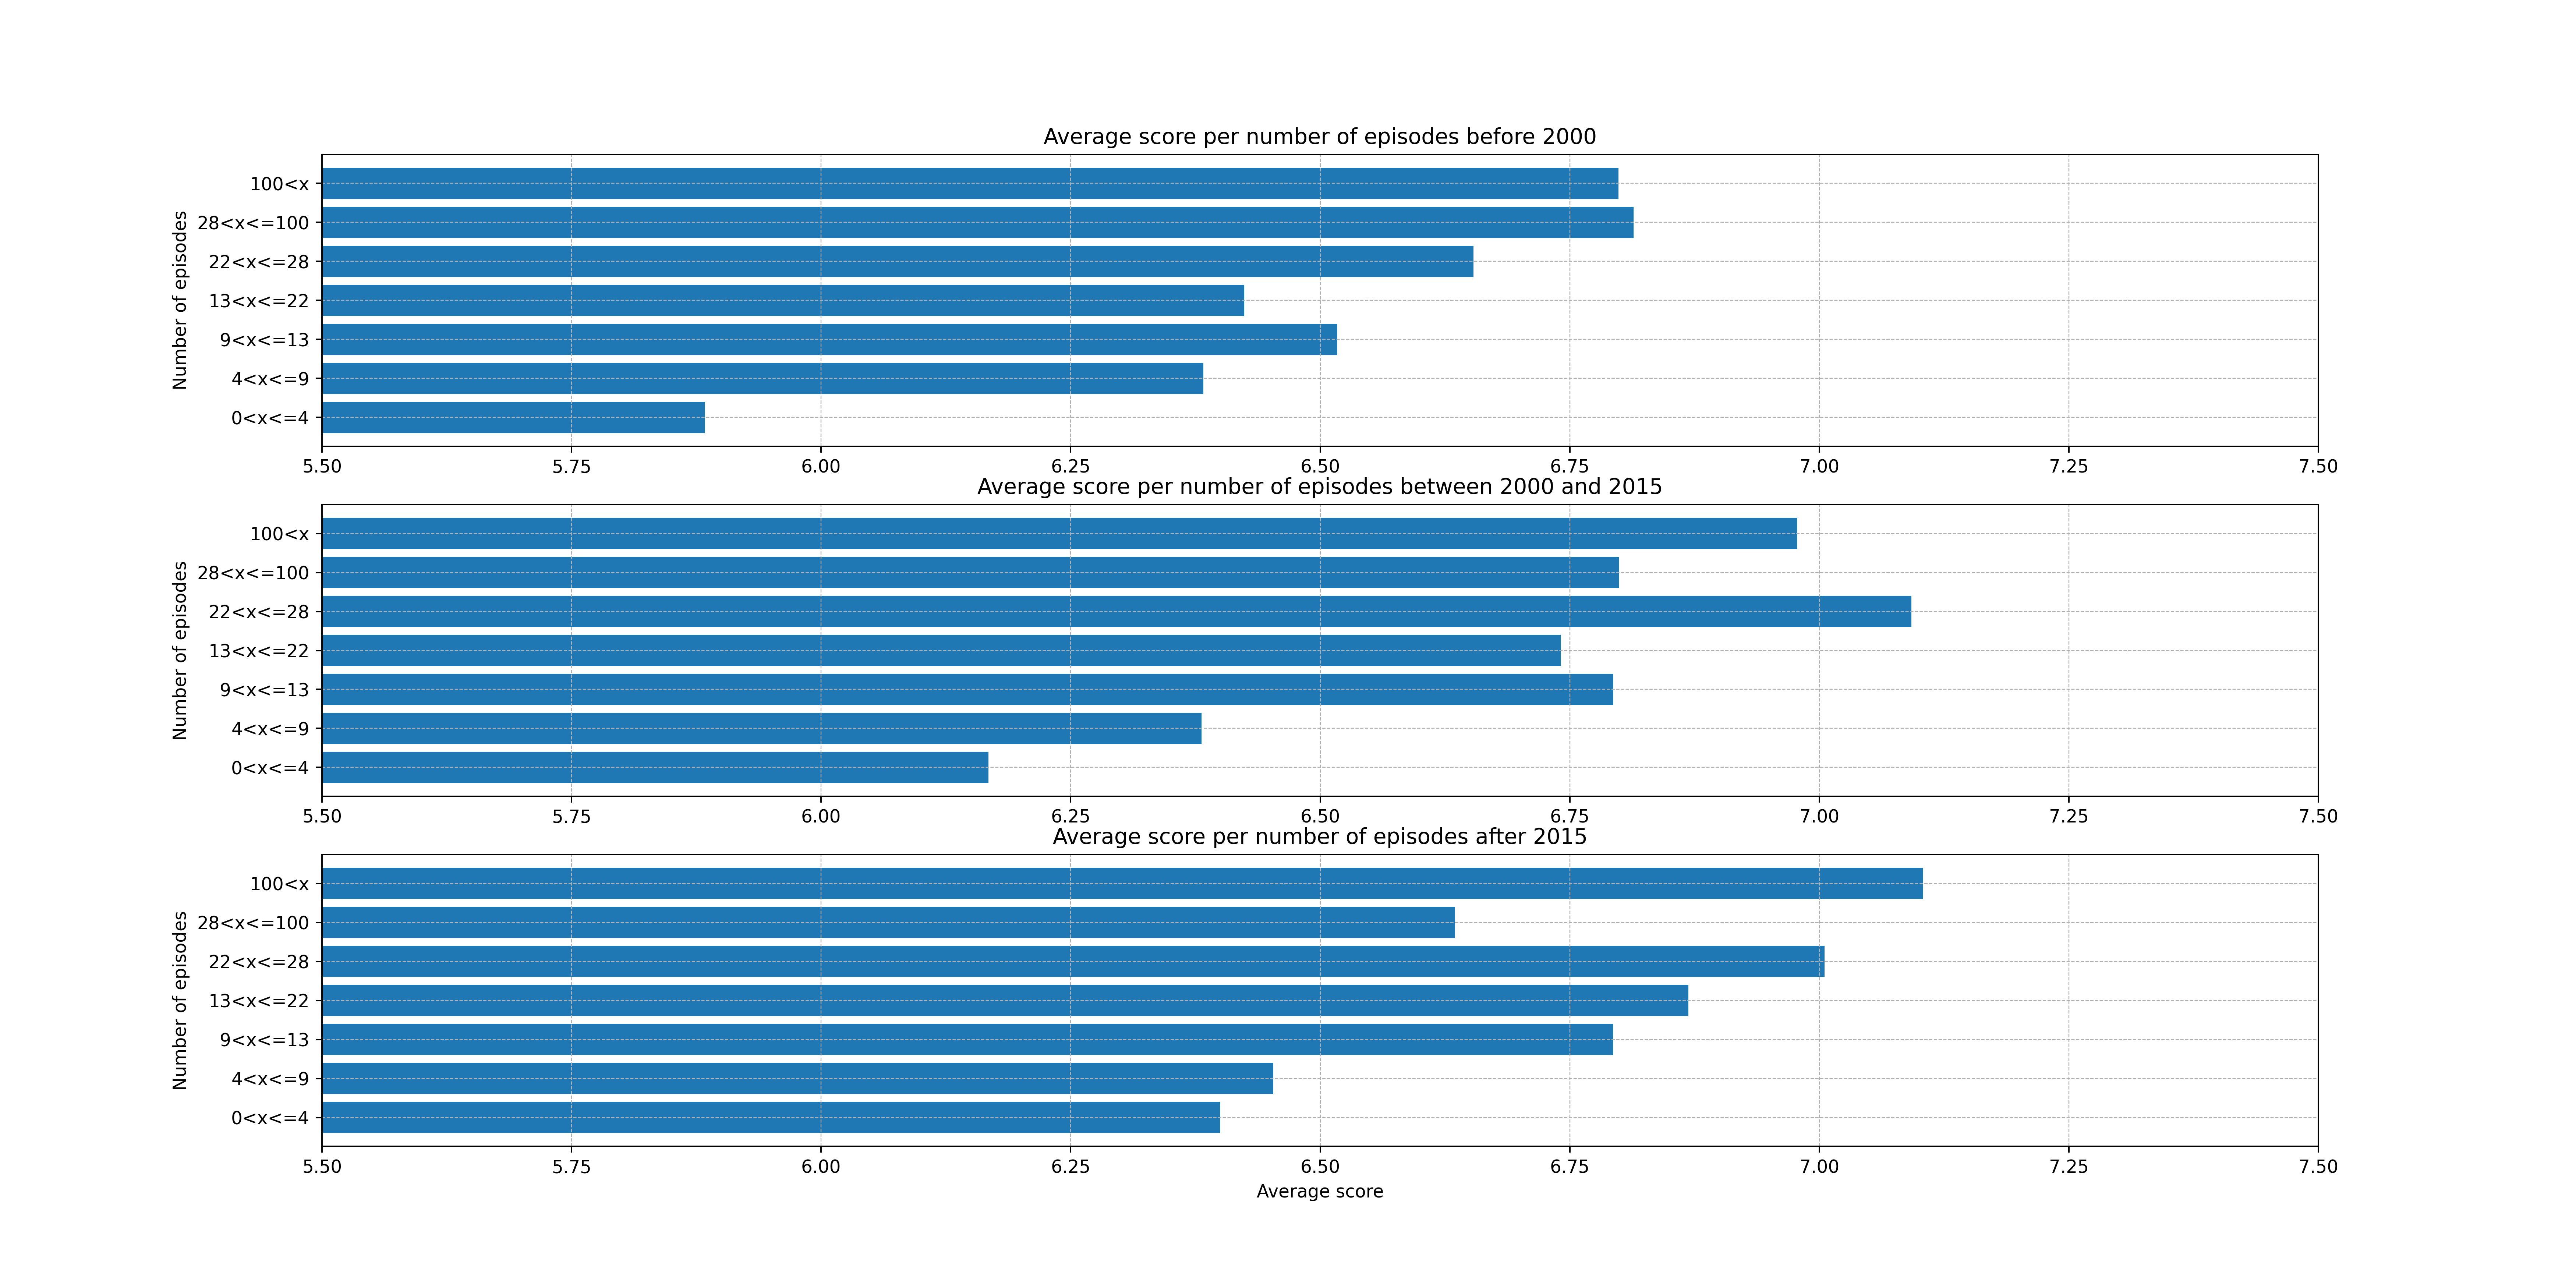 Average score per number of episodes before 2000
Number of episodes
100<x
28<x<=100
22<x<=28
13<x<=22
9<x<=13
4<x<=9
0<x<=4
5.50 5.75 6.00 6.25 6.50 6.75 7.00 7.25 7.50
Average score per number of episodes between 2000 and 2015
Number of episodes
100<x
28<x<=100
22<x<=28
13<x<=22
9<x<=13
4<x<=9
0<x<=4
5.50 5.75 6.00 6.25 6.50 6.75 7.00 7.25 7.50
Average score per number of episodes after 2015
Number of episodes
100<x
28<x<=100
22<x<=28
13<x<=22
9<x<=13
4<x<=9
0<x<=4
5.50 5.75 6.00 6.25 6.50 6.75 7.00 7.25 7.50
Average score